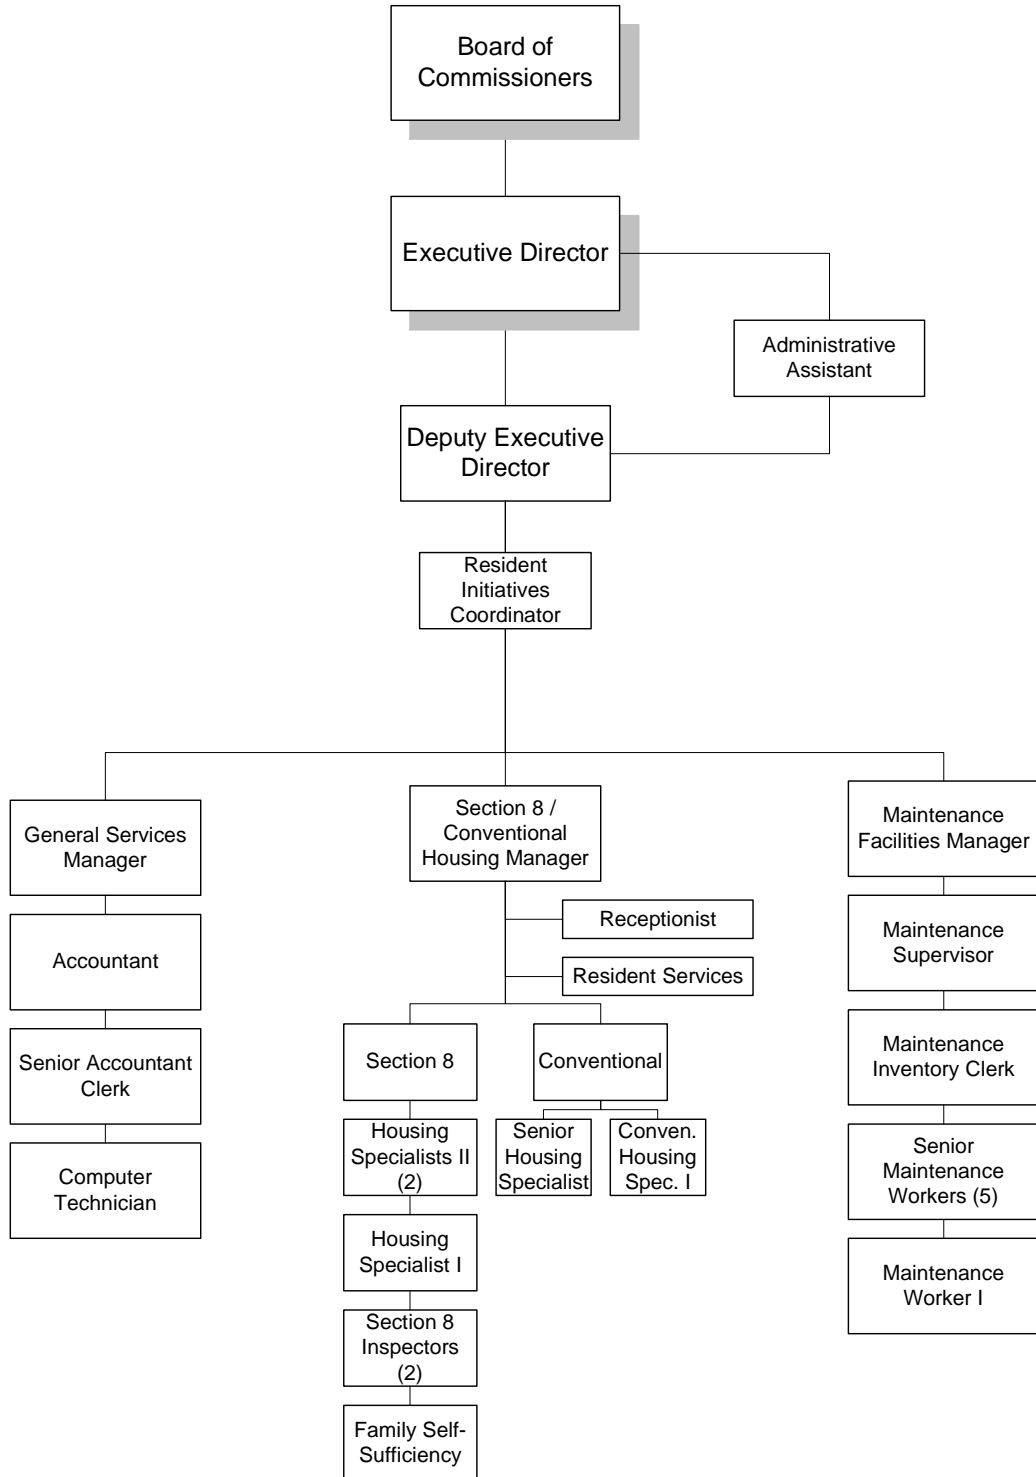 Board of
Commissioners
Executive Director
Administrative
Assistant
Deputy Executive
Director
Resident
Initiatives
Coordinator
General Services
Manager
Accountant
Senior Accountant
Clerk
Computer
Technician
Section 8 /
Conventional
Housing Manager
Receptionist
Resident Services
Section 8
Housing
Specialists II
(2)
Housing
Specialist I
Section 8
Inspectors
(2)
Family Self-
Sufficiency
Conventional
Senior
Housing
Specialist
Conven.
Housing
Spec. I
Maintenance
Facilities Manager
Maintenance
Supervisor
Maintenance
Inventory Clerk
Senior
Maintenance
Workers (5)
Maintenance
Worker I